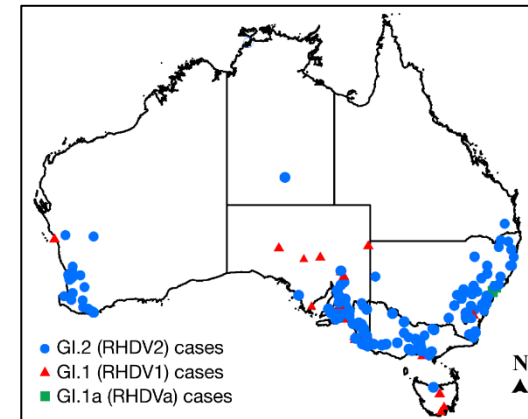 GI.2 (RHDV2) cases
GI.1 (RHDV1) cases
GI.1a (RHDVa) cases
N